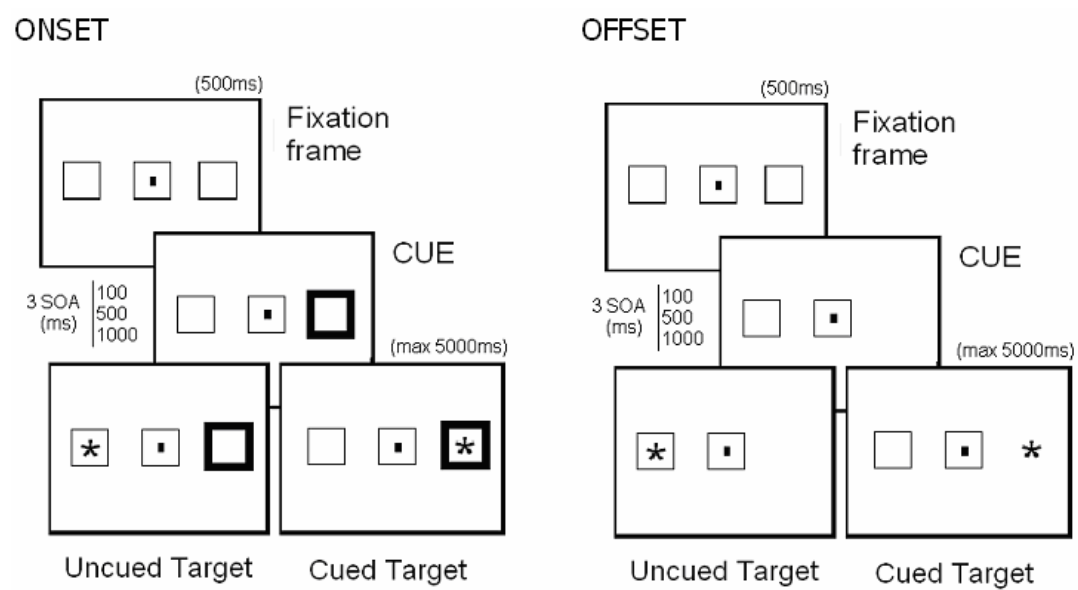 ONSET
(500ms)
Fixation
frame
CUE
3 SOA
(ms)
100
500
1000
(max 5000ms)
*
*
Uncued Target
Cued Target
OFFSET
(500ms)
Fixation
frame
CUE
3 SOA
(ms)
100
500
1000
(max 5000ms)
*
*
Uncued Target
Cued Target